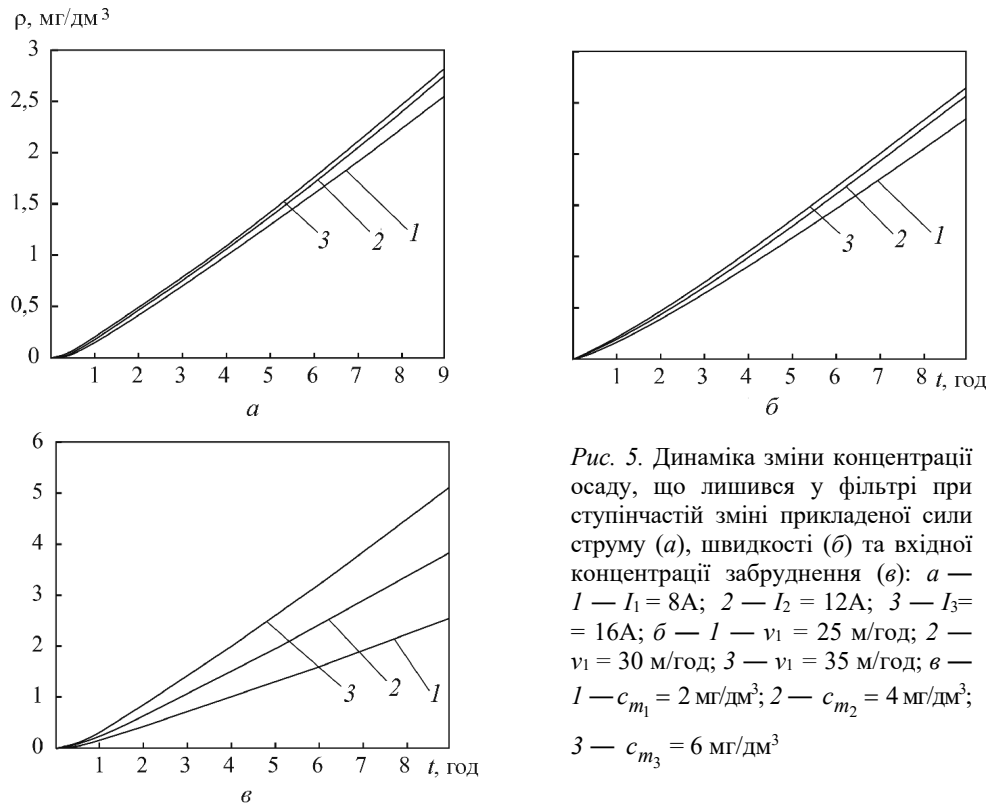 ρ, мг/дм³
3
2,5
2
1,5
1
0,5
0
1 2 3 4 5 6 7 8 9
3 2 1
а
1 2 3 4 5 6 7 8 t, год
3 2 1
б
6
5
4
3
2
1
0
1 2 3 4 5 6 7 8 t, год
3 2 1
в
Рис. 5. Динаміка зміни концентрації
осаду, що лишився у фільтрі при
ступінчастій зміні прикладеної сили
струму (а), швидкості (б) та вхідної
концентрації забруднення (в): а —
1 — I₁ = 8А; 2 — I₂ = 12А; 3 — I₃=
= 16А; б — 1 — v₁ = 25 м/год; 2 —
v₁ = 30 м/год; 3 — v₁ = 35 м/год; в —
1 — cₘ₁ = 2 мг/дм³; 2 — cₘ₂ = 4 мг/дм³;
3 — cₘ₃ = 6 мг/дм³